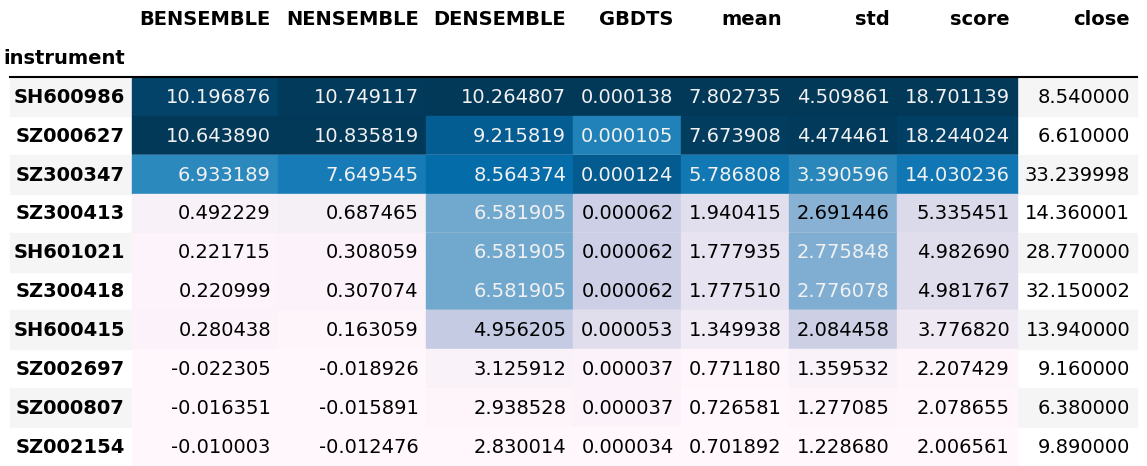 BENSEMBLE NENSEMBLE DENSEMBLE GBDTS mean std score close
instrument
SH600986 10.196876 10.749117 10.264807 0.000138 7.802735 4.509861 18.701139 8.540000
SZ000627 10.643890 10.835819 9.215819 0.000105 7.673908 4.474461 18.244024 6.610000
SZ300347 6.933189 7.649545 8.564374 0.000124 5.786808 3.390596 14.030236 33.239998
SZ300413 0.492229 0.687465 6.581905 0.000062 1.940415 2.691446 5.335451 14.360001
SH601021 0.221715 0.308059 6.581905 0.000062 1.777935 2.775848 4.982690 28.770000
SZ300418 0.220999 0.307074 6.581905 0.000062 1.777510 2.776078 4.981767 32.150002
SH600415 0.280438 0.163059 4.956205 0.000053 1.349938 2.084458 3.776820 13.940000
SZ002697 -0.022305 -0.018926 3.125912 0.000037 0.771180 1.359532 2.207429 9.160000
SZ000807 -0.016351 -0.015891 2.938528 0.000037 0.726581 1.277085 2.078655 6.380000
SZ002154 -0.010003 -0.012476 2.830014 0.000034 0.701892 1.228680 2.006561 9.890000